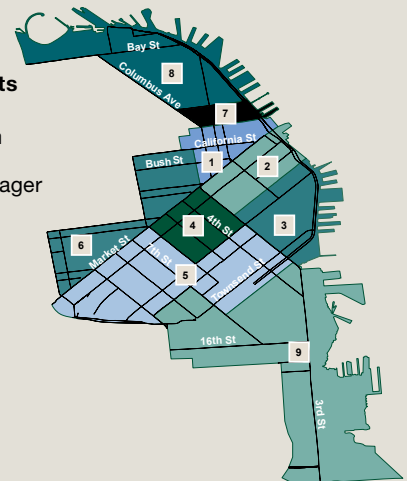 Bay St
8
ts
Columbus Ave
7
n
California St
Bush St
1
2
ager
4
4th St
3
6
Market St
7th St
5
Townsend St
16th St
9
3rd St